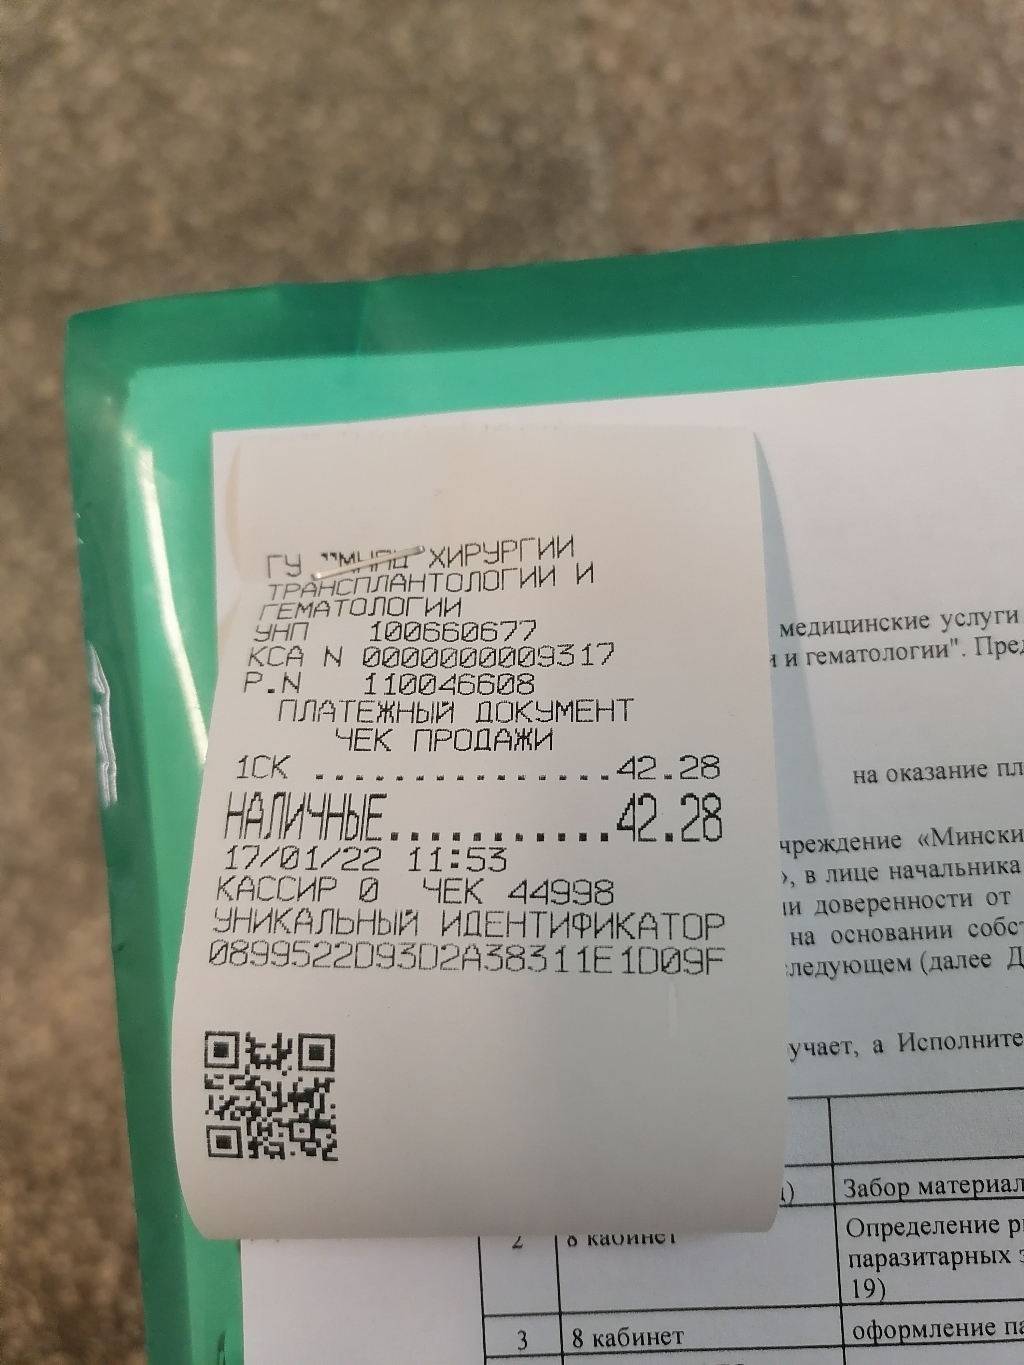 ГУ "МНПЦ ХИРУРГИИ
ТРАНСПЛАНТОЛОГИИ И
ГЕМАТОЛОГИИ
УНП 100660677
КСА N 0000000009317
Р.N 110046608
ПЛАТЕЖНЫЙ ДОКУМЕНТ
ЧЕК ПРОДАЖИ
1СК ...............42.28
НАЛИЧНЫЕ...........42.28
17/01/22 11:53
КАССИР 0 ЧЕК 44998
УНИКАЛЬНЫЙ ИДЕНТИФИКАТОР
0899522D93D2A38311E1D09F
медицинские услуги
и и гематологии". Пред
на оказание пл
чреждение «Мински
», в лице начальника
ии доверенности от
на основании собст
следующем (далее Д
учает, а Исполните
Забор материал
2 8 кабинет Определение р
паразитарных з
19)
3 8 кабинет оформление па